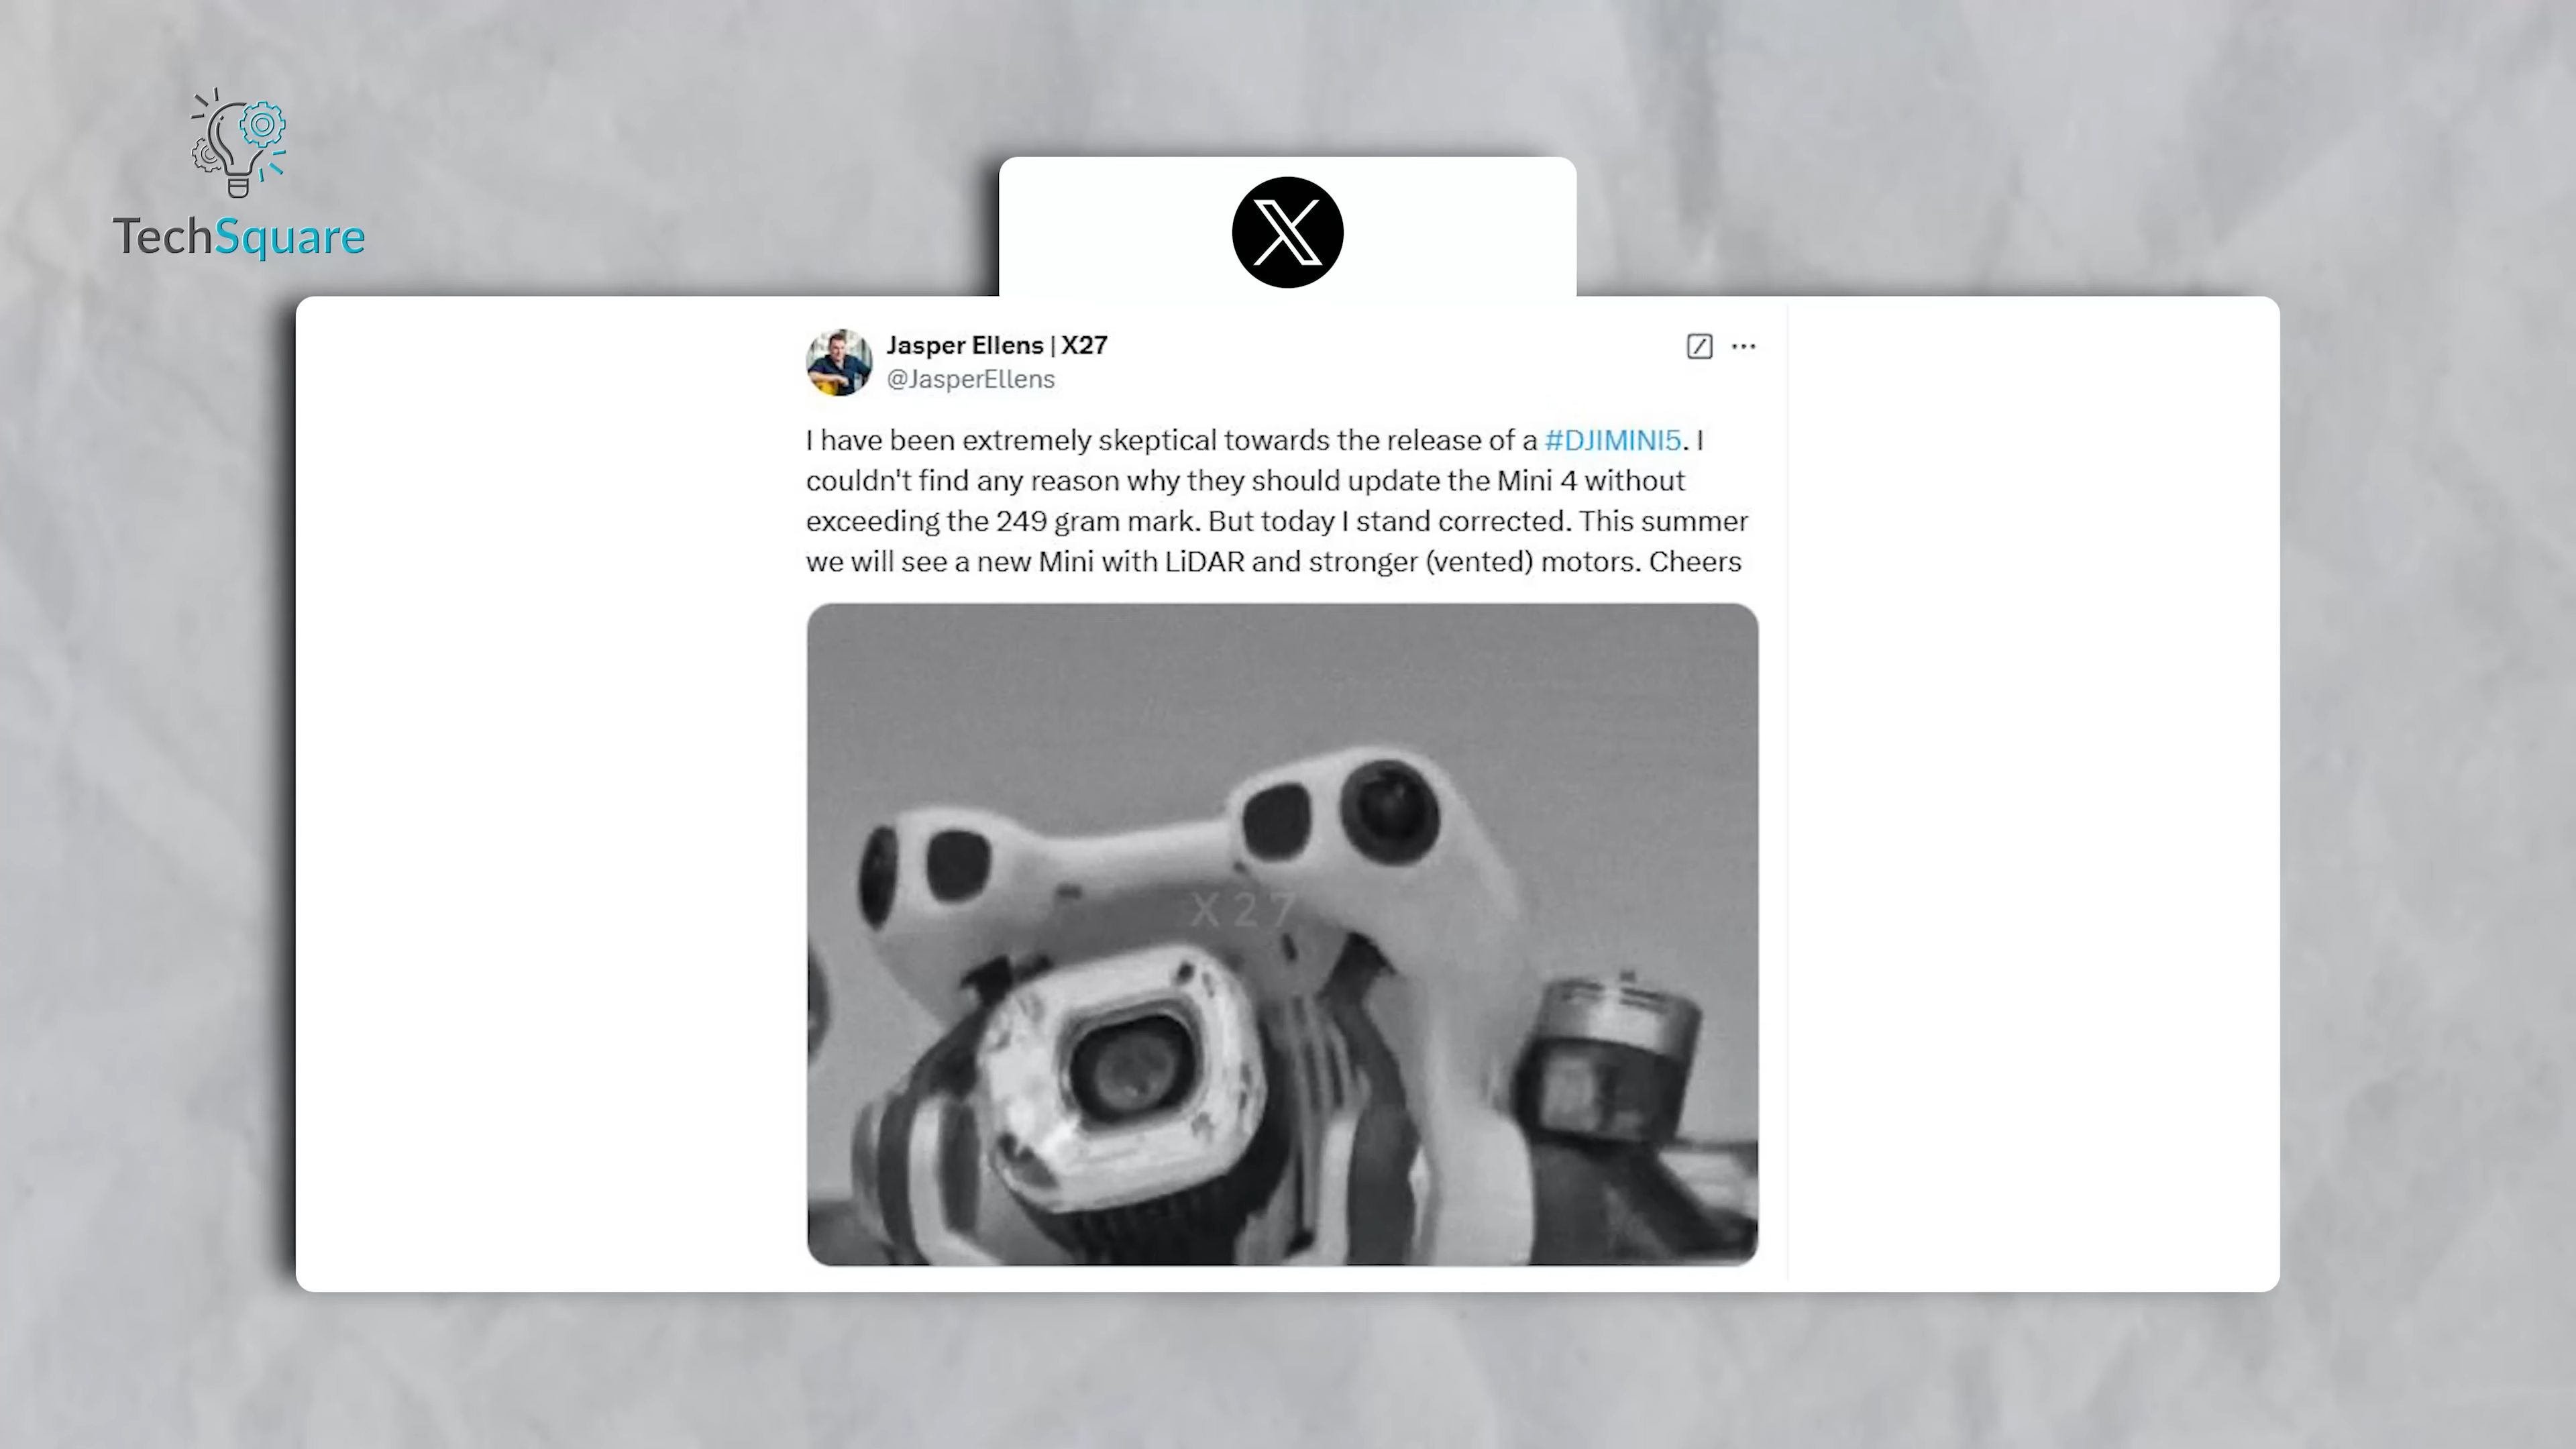 TechSquare
Jasper Ellens | X27
@JasperEllens
I have been extremely skeptical towards the release of a #DJIMINI5. I
couldn't find any reason why they should update the Mini 4 without
exceeding the 249 gram mark. But today I stand corrected. This summer
we will see a new Mini with LiDAR and stronger (vented) motors. Cheers
X27